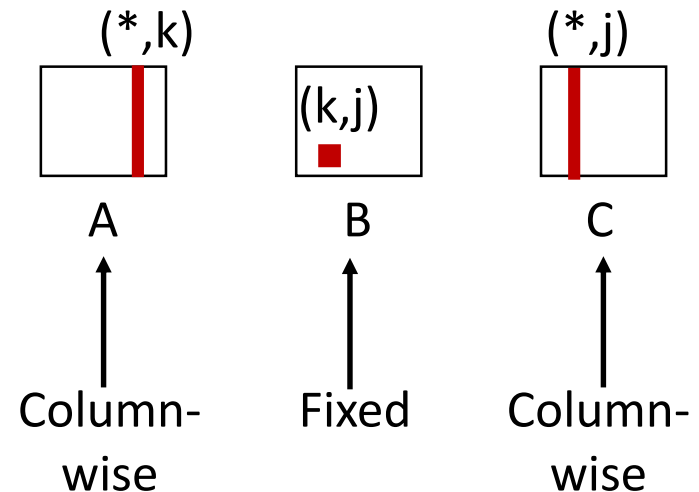 (*,k)
(k,j)
(*,j)
A
B
C
Column-
wise
Fixed
Column-
wise